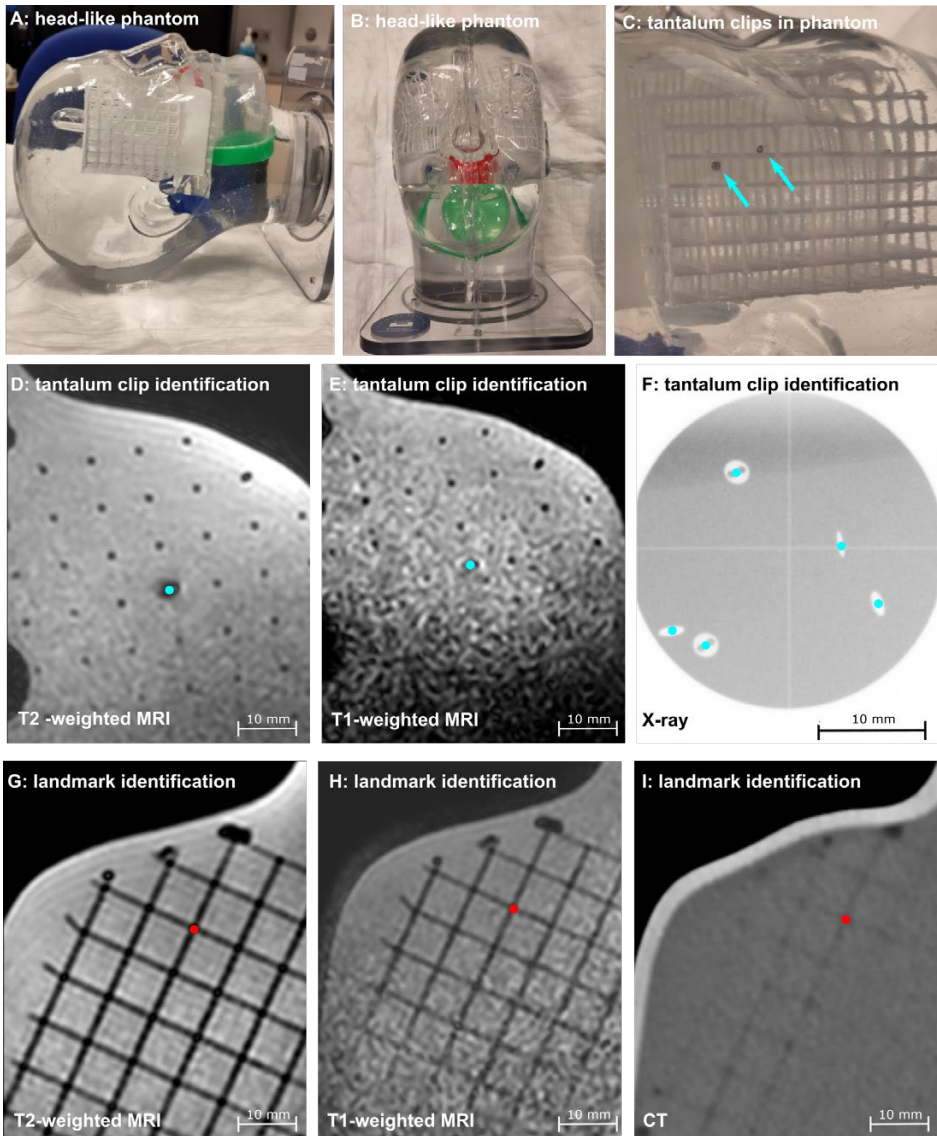 A: head-like phantom
B: head-like phantom
C: tantalum clips in phantom
D: tantalum clip identification
E: tantalum clip identification
F: tantalum clip identification
T2 -weighted MRI
10 mm
T1-weighted MRI
10 mm
X-ray
10 mm
G: landmark identification
H: landmark identification
I: landmark identification
T2-weighted MRI
10 mm
T1-weighted MRI
10 mm
CT
10 mm